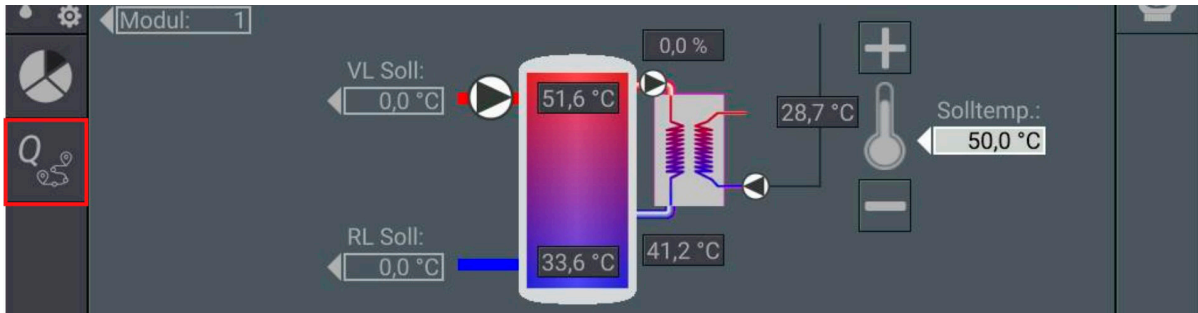 Modul: 1
0,0 %
VL Soll:
0,0 °C
51,6 °C
28,7 °C
Solltemp.:
50,0 °C
Q
RL Soll:
0,0 °C
33,6 °C
41,2 °C